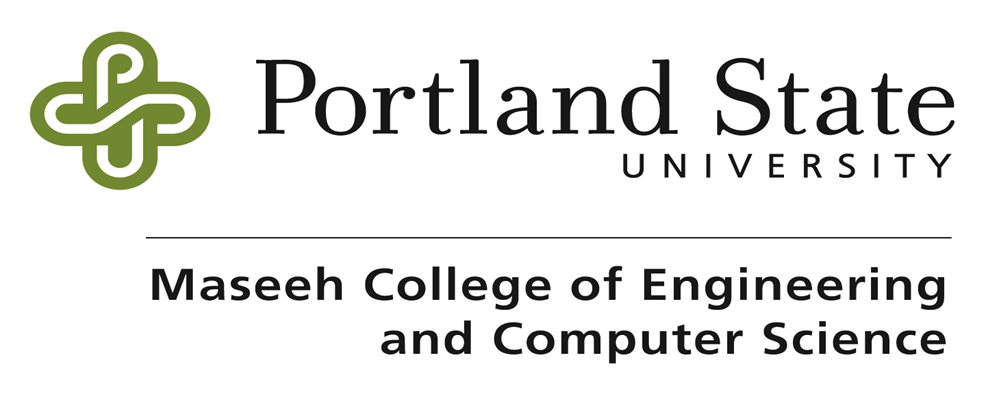 Portland State
UNIVERSITY
Maseeh College of Engineering
and Computer Science